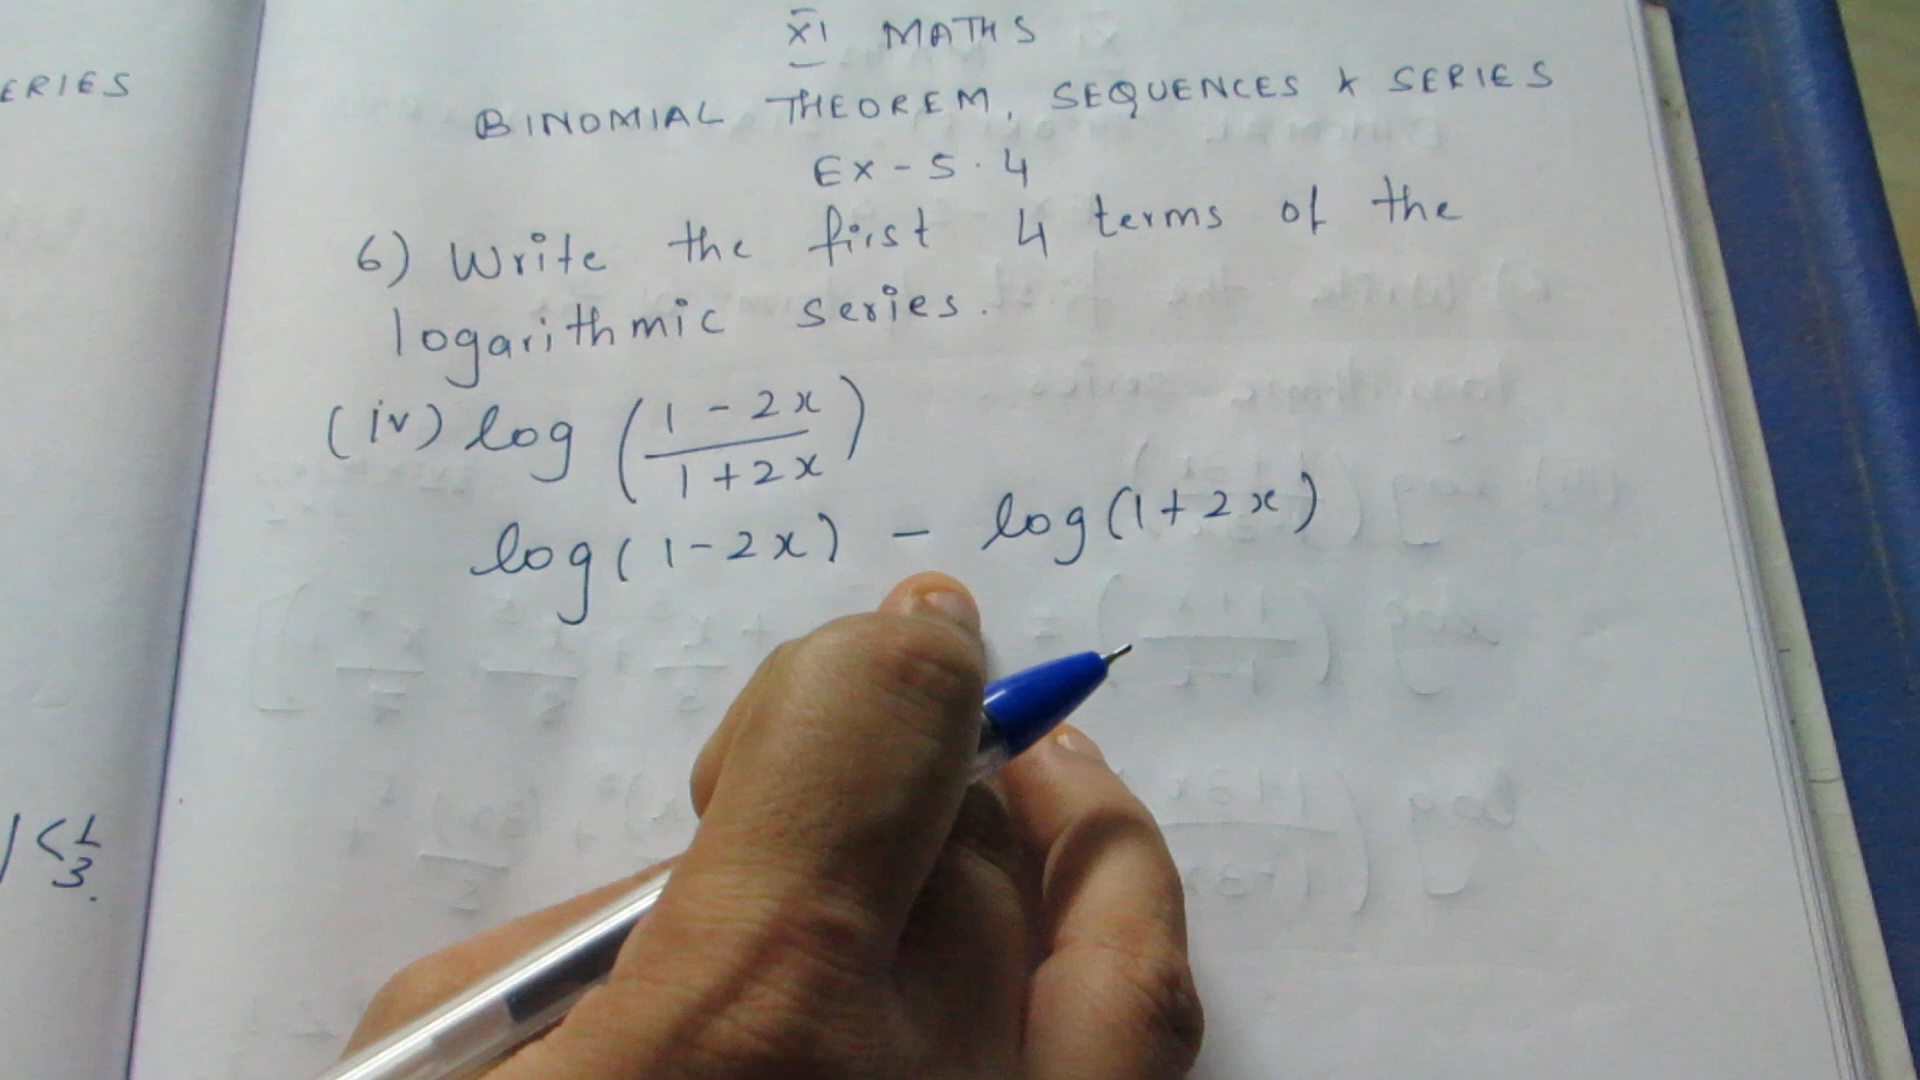 ERIES
| < 1/3.
XI MATHS
BINOMIAL THEOREM, SEQUENCES & SERIES
Ex - 5.4
6) Write the first 4 terms of the
logarithmic series.
(iv) log ((1 - 2x)/(1 + 2x))
log(1-2x) - log(1+2x)